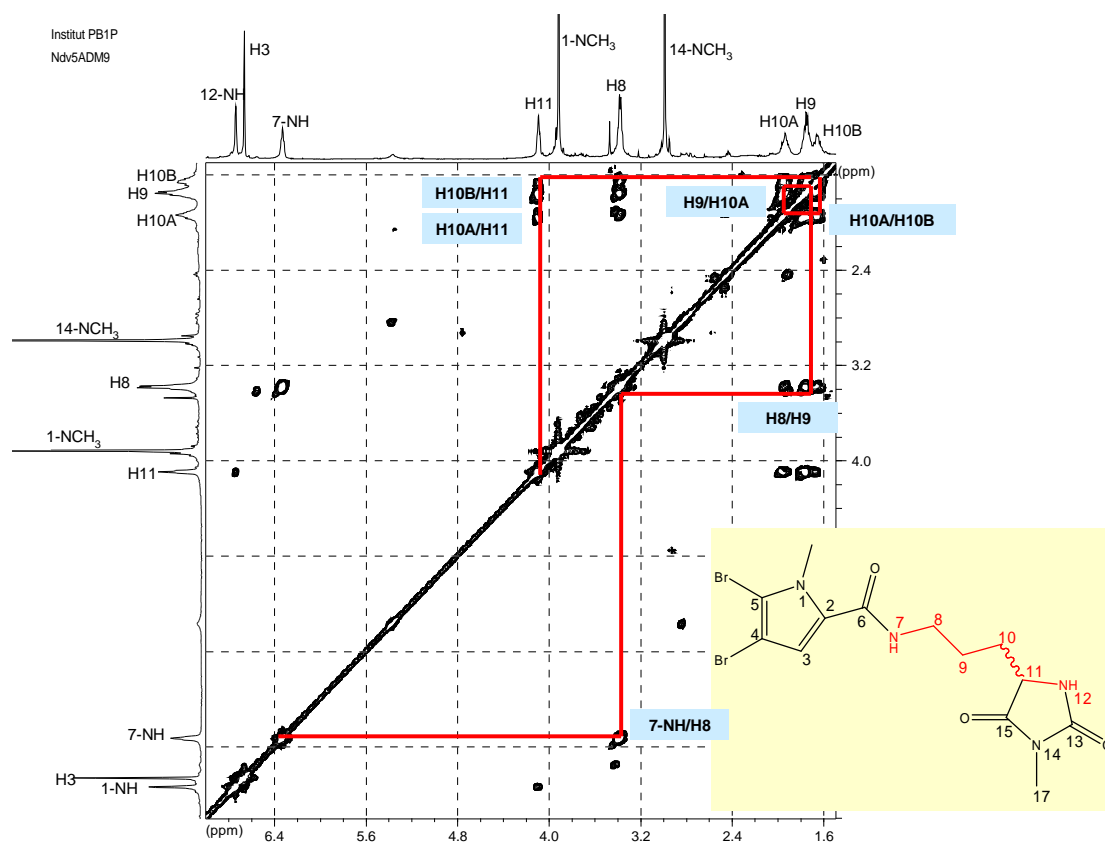 Institut PB1P
Ndv5ADM9
12-NH
H3
7-NH
H11
1-NCH3
H8
14-NCH3
H10A
H9
H10B
(ppm)
H10B
H9
H10A
14-NCH3
H8
1-NCH3
H11
7-NH
H3
1-NH
H10B/H11
H10A/H11
H9/H10A
H10A/H10B
H8/H9
7-NH/H8
2.4
3.2
4.0
(ppm)
6.4
5.6
4.8
4.0
3.2
2.4
1.6
Br
Br
N
1
2
3
4
5
O
6
7
N
H
8
9
10
11
NH
12
O
15
N
14
13
O
17